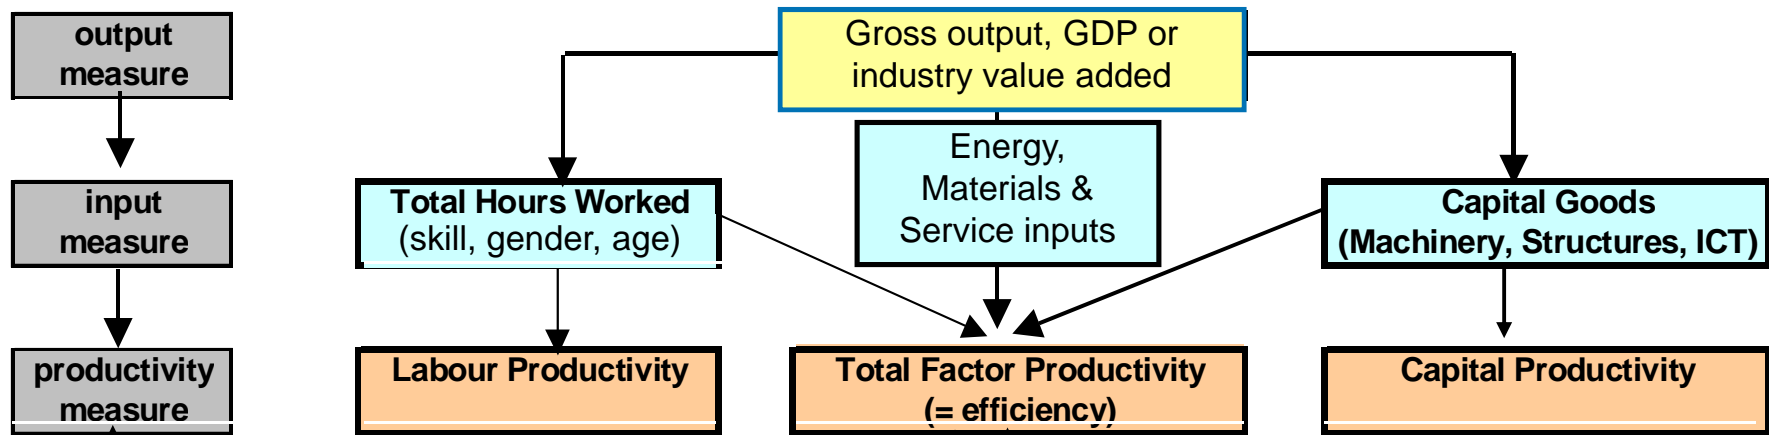 output
measure
Gross output, GDP or
industry value added
input
measure
Total Hours Worked
(skill, gender, age)
Energy,
Materials &
Service inputs
Capital Goods
(Machinery, Structures, ICT)
productivity
measure
Labour Productivity
Total Factor Productivity
(= efficiency)
Capital Productivity